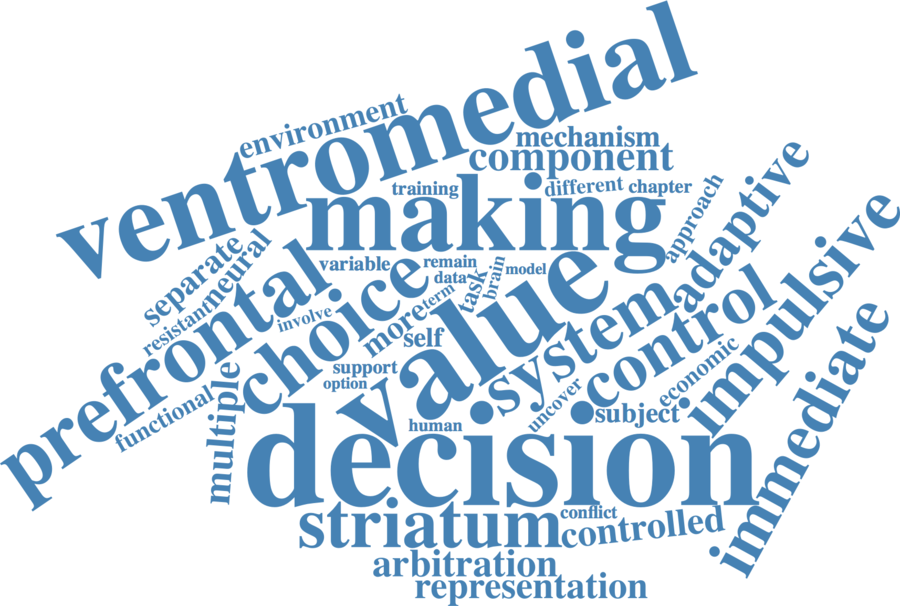 ventromedial
environment
mechanism
component
training
different
chapter
making
approach
adaptive
impulsive
separate
neural
resistant
prefrontal
variable
remain
data
term
task
brain
model
choice
involve
more
self
value
system
control
economic
immediate
functional
multiple
support
option
human
uncover
subject
decision
striatum
conflict
controlled
arbitration
representation